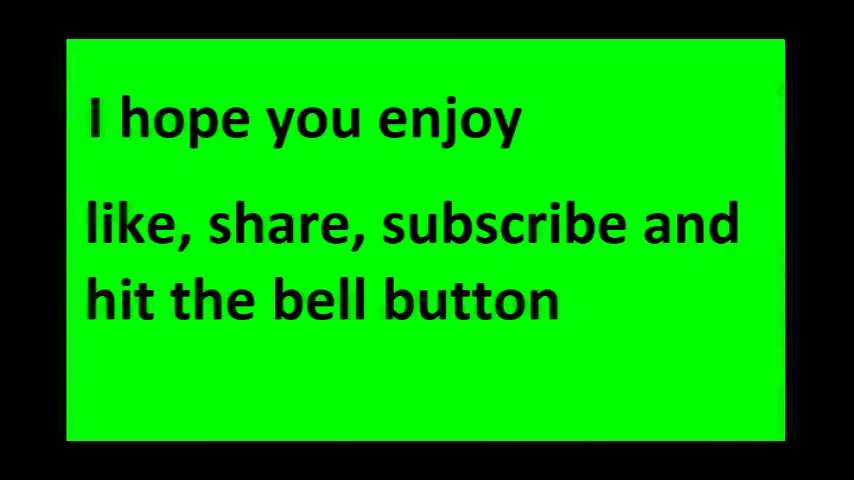 I hope you enjoy
like, share, subscribe and
hit the bell button